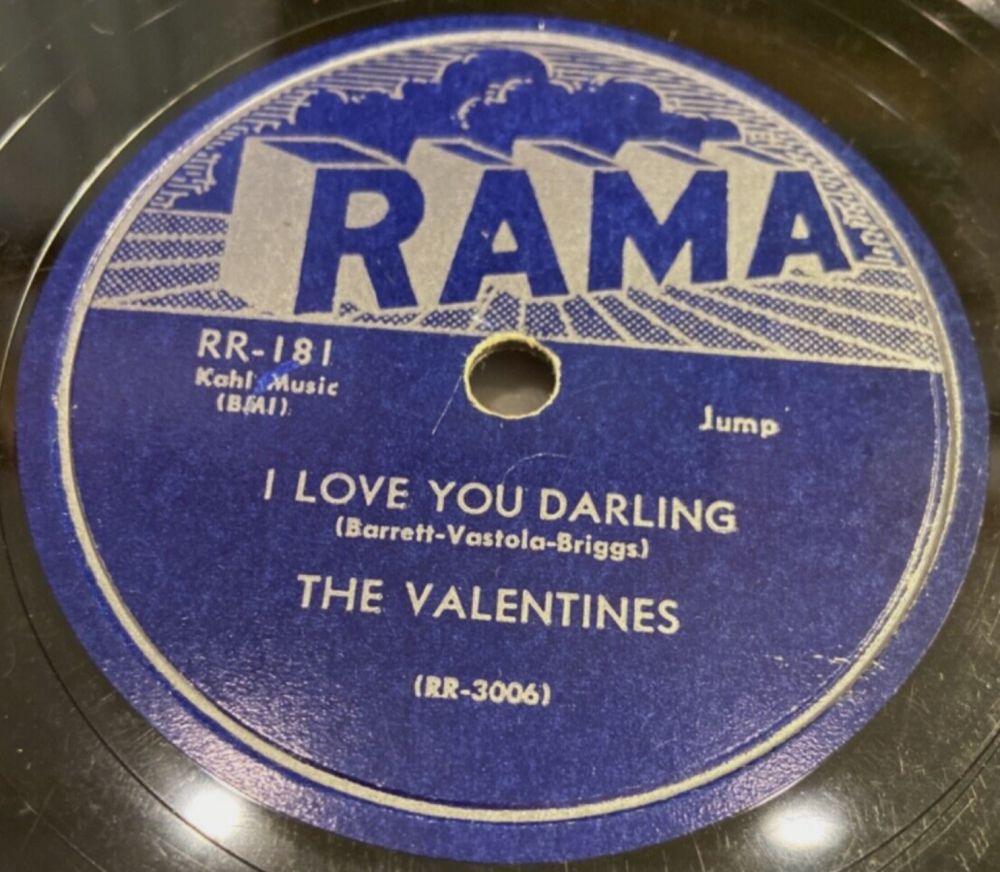 RAMA
RR-181
Kahl Music
(BMI)
Jump
I LOVE YOU DARLING
(Barrett-Vastola-Briggs)
THE VALENTINES
(RR-3006)